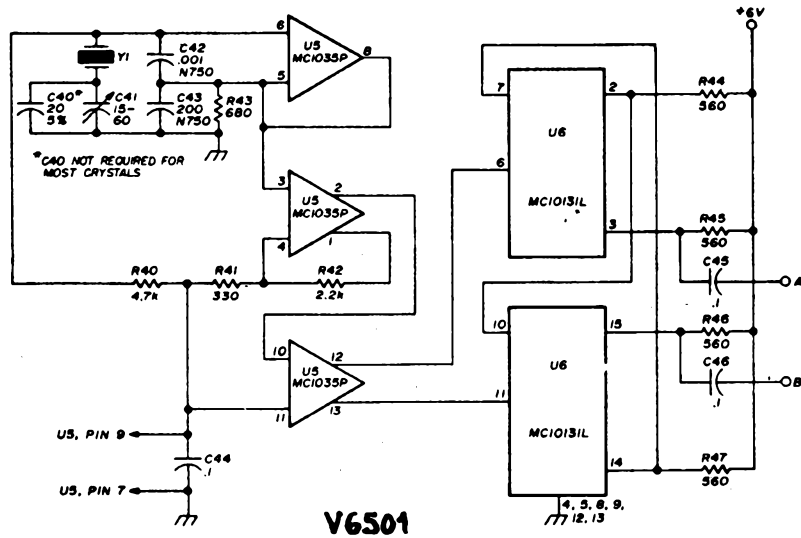 +6V
6
U5
MC1035P
8
5
Y1
C42
.001
N750
C40*
20
5%
C41
15-
60
C43
200
N750
R43
680
*C40 NOT REQUIRED FOR
MOST CRYSTALS
7
2
R44
560
U6
6
MC10131L
3
R45
560
C45
.1
A
3
2
U5
MC1035P
4
1
R40
4.7k
R41
330
R42
2.2k
10
15
R46
560
U6
C46
.1
B
10
12
U5
MC1035P
11
13
11
MC10131L
14
R47
560
U5, PIN 9
C44
.1
U5, PIN 7
4, 5, 8, 9,
12, 13
V6501